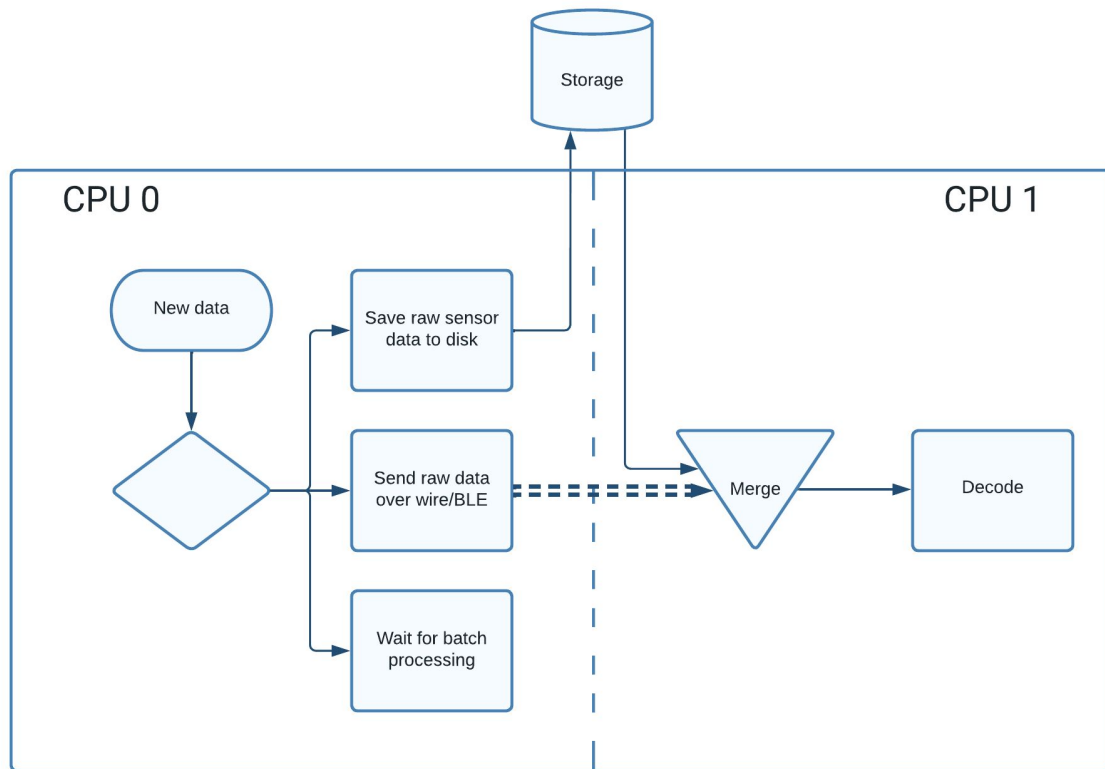 Storage
CPU 0
CPU 1
New data
Save raw sensor
data to disk
Send raw data
over wire/BLE
Merge
Decode
Wait for batch
processing